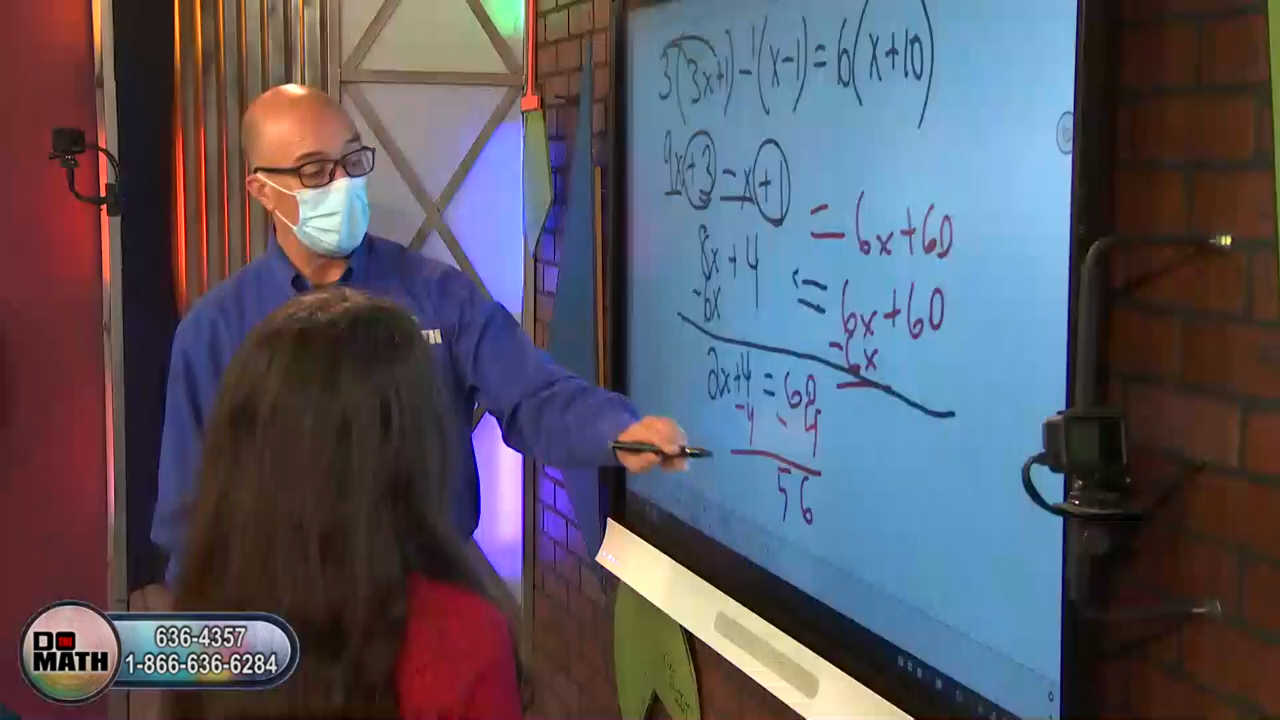 3(3x+1)-1(x-1)=6(x+10)
9x+3-x+1
=6x+60
8x+4=6x+60
-6x -6x
2x+4=60
-4 -4
56
DO THE MATH
636-4357
1-866-636-6284